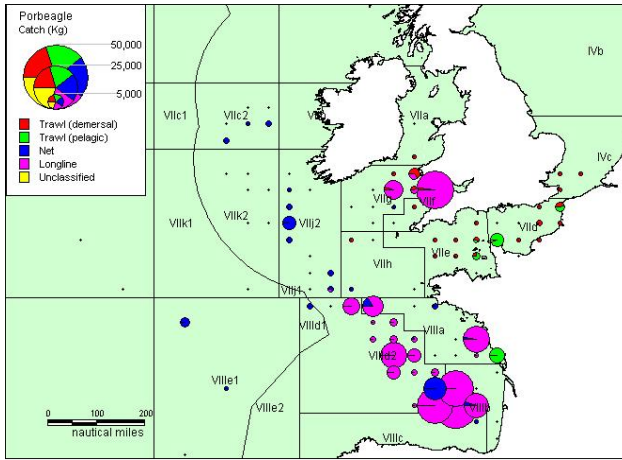 Porbeagle
Catch (Kg)
50,000
25,000
5,000
Trawl (demersal)
Trawl (pelagic)
Net
Longline
Unclassified
IVb
VIIc1
VIIc2
VIIa
IVc
VIIg
VIIf
VIIk1
VIIk2
VIIj2
VIId
VIIe
VIIh
VIIj1
VIIId1
VIIIa
VIIId2
VIIIe1
VIIIe2
VIIIb
VIIIc
0
100
200
nautical miles